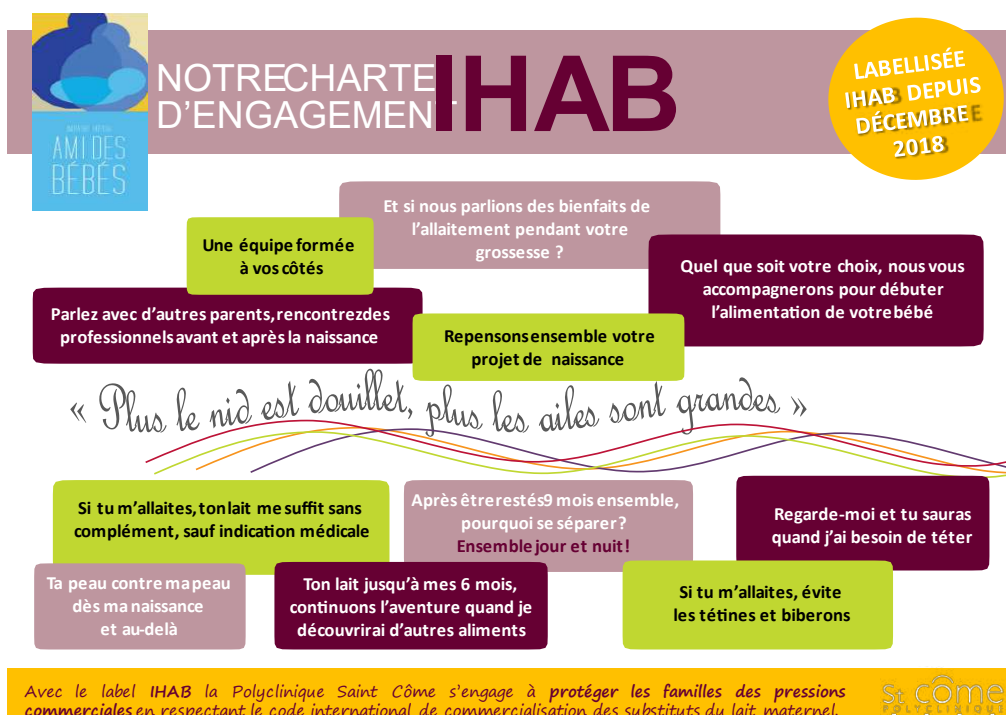 NOTRE CHARTE
D'ENGAGEMENT
IHAB
LABELLISÉE
IHAB DEPUIS
DÉCEMBRE
2018
AMI DES
BÉBÉS
Et si nous parlions des bienfaits de
l'allaitement pendant votre
grossesse ?
Une équipe formée
à vos côtés
Quel que soit votre choix, nous vous
accompagnerons pour débuter
l'alimentation de votre bébé
Parlez avec d'autres parents, rencontrez des
professionnels avant et après la naissance
Repensons ensemble votre
projet de naissance
« Plus le nid est douillet, plus les ailes sont grandes »
Si tu m'allaites, ton lait me suffit sans
complément, sauf indication médicale
Après être restés 9 mois ensemble,
pourquoi se séparer ?
Ensemble jour et nuit !
Regarde-moi et tu sauras
quand j'ai besoin de téter
Ta peau contre ma peau
dès ma naissance
et au-delà
Ton lait jusqu'à mes 6 mois,
continuons l'aventure quand je
découvrirai d'autres aliments
Si tu m'allaites, évite
les tétines et biberons
Avec le label IHAB la Polyclinique Saint Côme s'engage à protéger les familles des pressions
commerciales en respectant le code international de commercialisation des substituts du lait maternel.
St Côme
POLYCLINIQUE